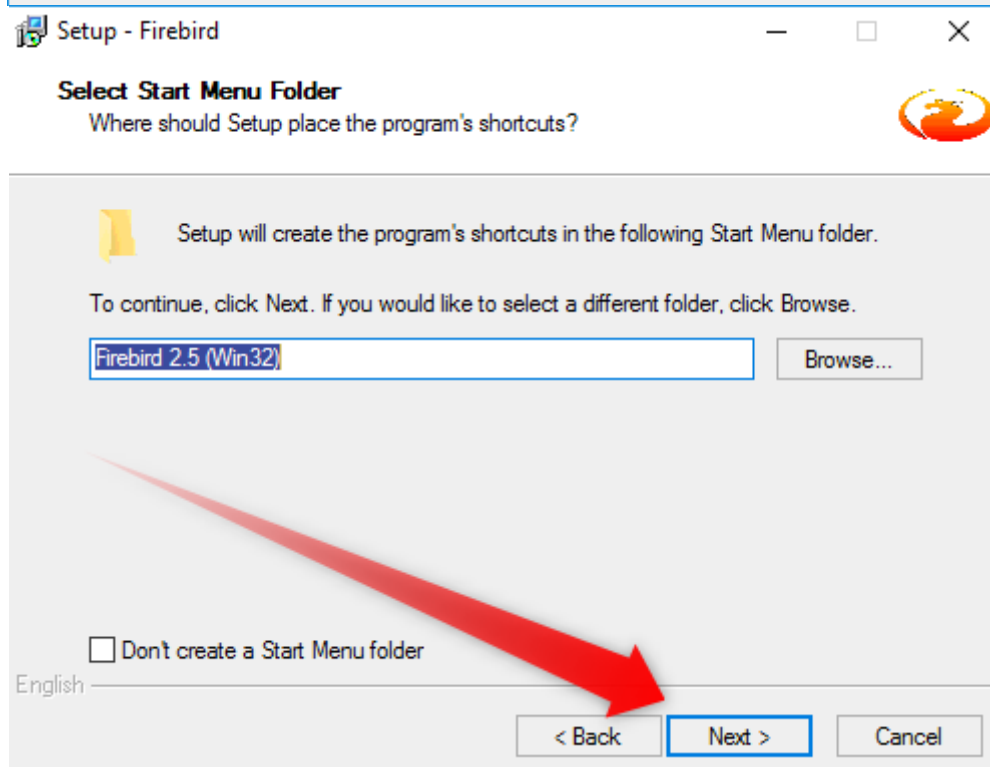 Setup - Firebird
Select Start Menu Folder
Where should Setup place the program's shortcuts?
Setup will create the program's shortcuts in the following Start Menu folder.
To continue, click Next. If you would like to select a different folder, click Browse.
Firebird 2.5 (Win32)
Browse...
Don't create a Start Menu folder
English
< Back
Next >
Cancel